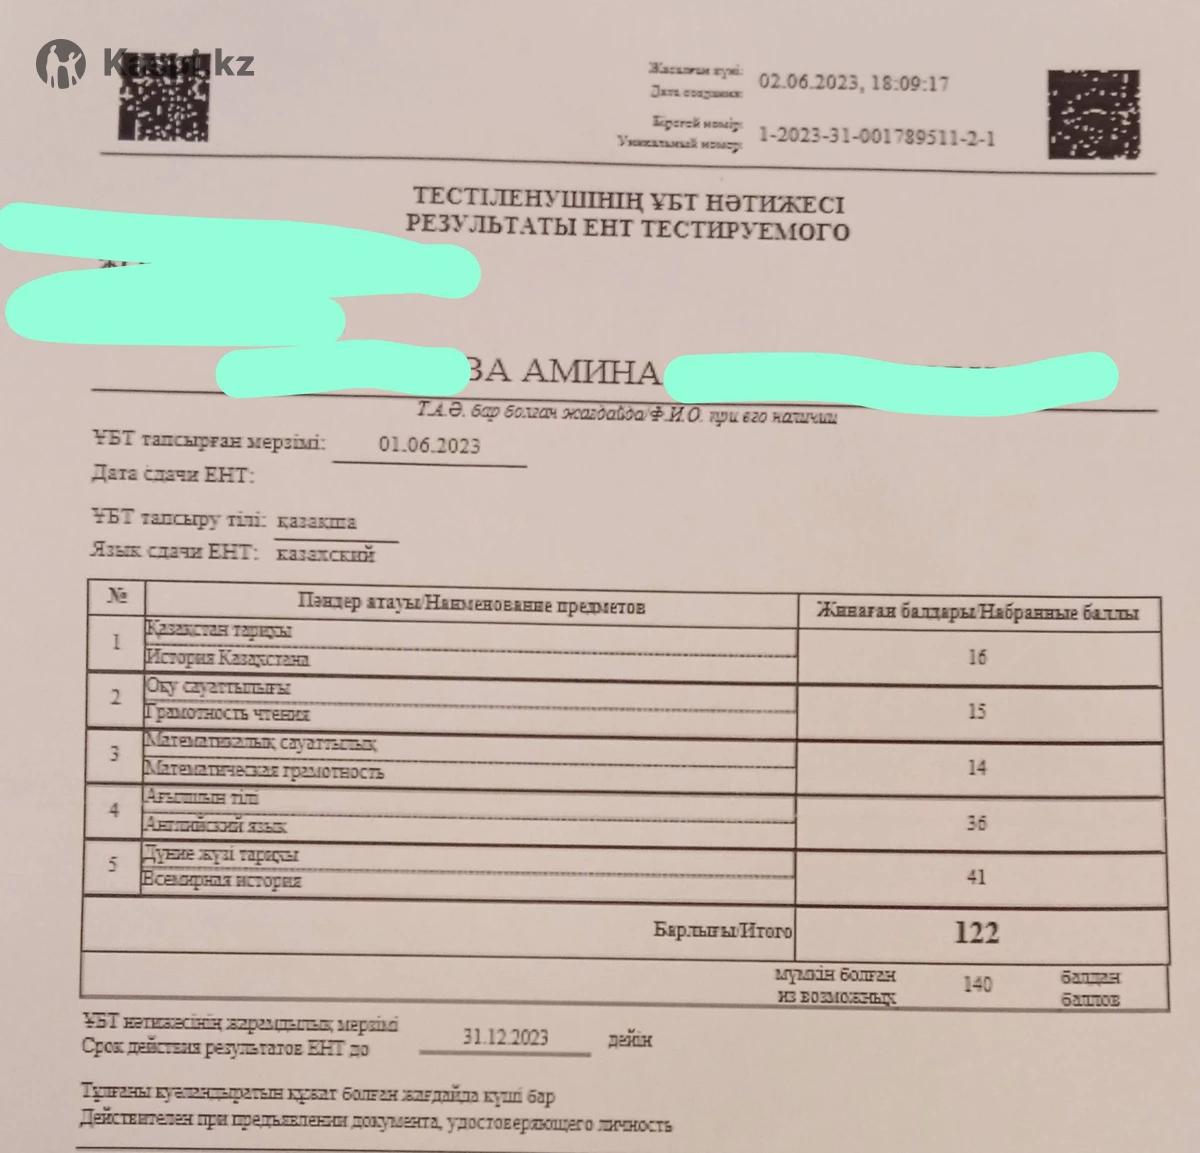 Kaspi.kz
Жасалған күні:
Дата создания:
02.06.2023, 18:09:17
Бірегей нөмір:
Уникальный номер:
1-2023-31-001789511-2-1
ТЕСТІЛЕНУШІНІҢ ҰБТ НӘТИЖЕСІ
РЕЗУЛЬТАТЫ ЕНТ ТЕСТИРУЕМОГО
ВА АМИНА
Т.А.Ә. бар болған жағдайда/Ф.И.О. при его наличии
ҰБТ тапсырған мерзімі: 01.06.2023
Дата сдачи ЕНТ:
ҰБТ тапсыру тілі: қазақша
Язык сдачи ЕНТ: казахский
№ Пәндер атауы/Наименование предметов Жинаған балдары/Набранные баллы
1 Қазақстан тарихы
История Казахстана 16
2 Оқу сауаттылығы
Грамотность чтения 15
3 Математикалық сауаттылық
Математическая грамотность 14
4 Ағылшын тілі
Английский язык 36
5 Дүние жүзі тарихы
Всемирная история 41
Барлығы/Итого 122
мүмкін болған 140 балдан
из возможных баллов
ҰБТ нәтижесінің жарамдылық мерзімі
Срок действия результатов ЕНТ до 31.12.2023 дейін
Тұлғаны куәландыратын құжат болған жағдайда күші бар
Действителен при предъявлении документа, удостоверяющего личность